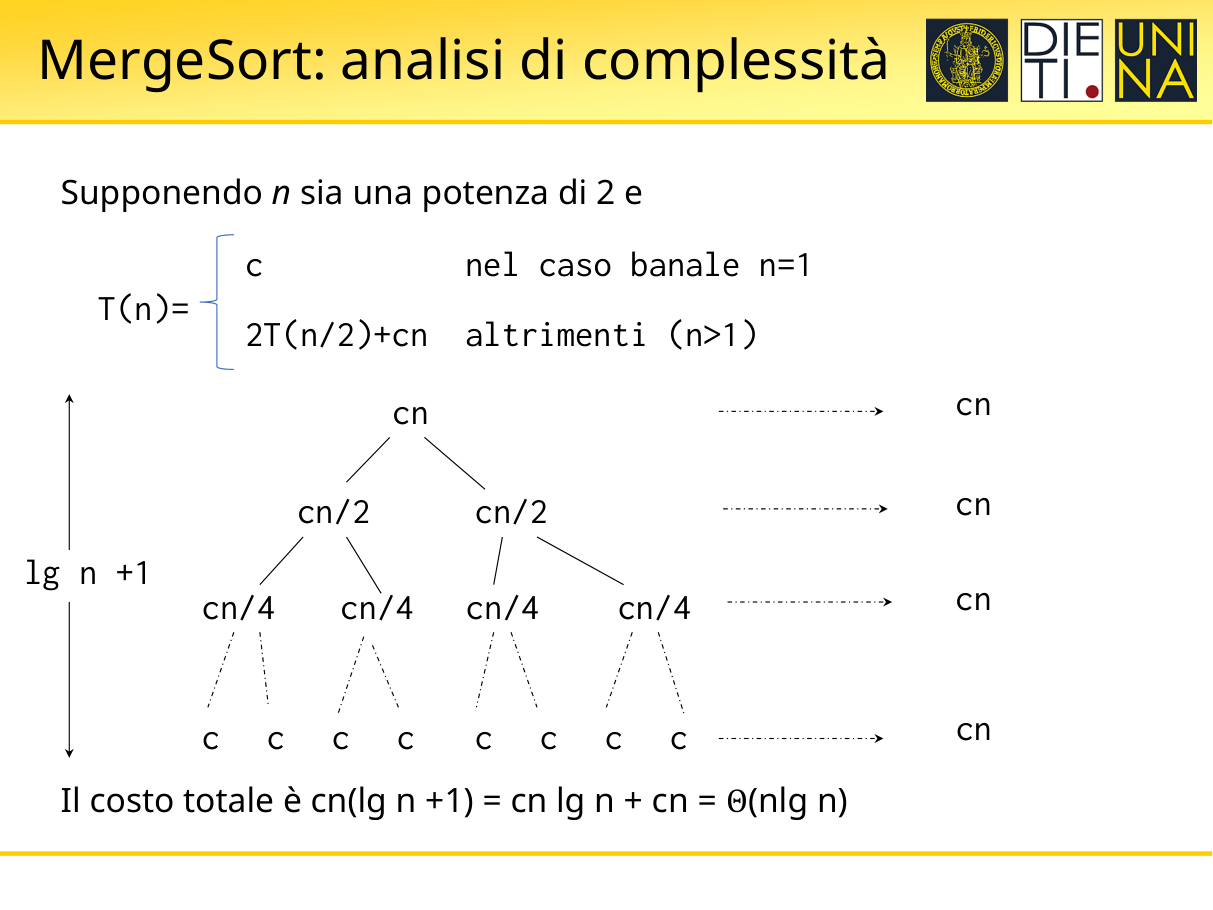 MergeSort: analisi di complessità
DIE
TI.
UNI
NA
Supponendo n sia una potenza di 2 e
T(n)=
c nel caso banale n=1
2T(n/2)+cn altrimenti (n>1)
cn cn
cn/2 cn/2 cn
lg n +1
cn/4 cn/4 cn/4 cn/4 cn
c c c c c c c c cn
Il costo totale è cn(lg n +1) = cn lg n + cn = Θ(nlg n)